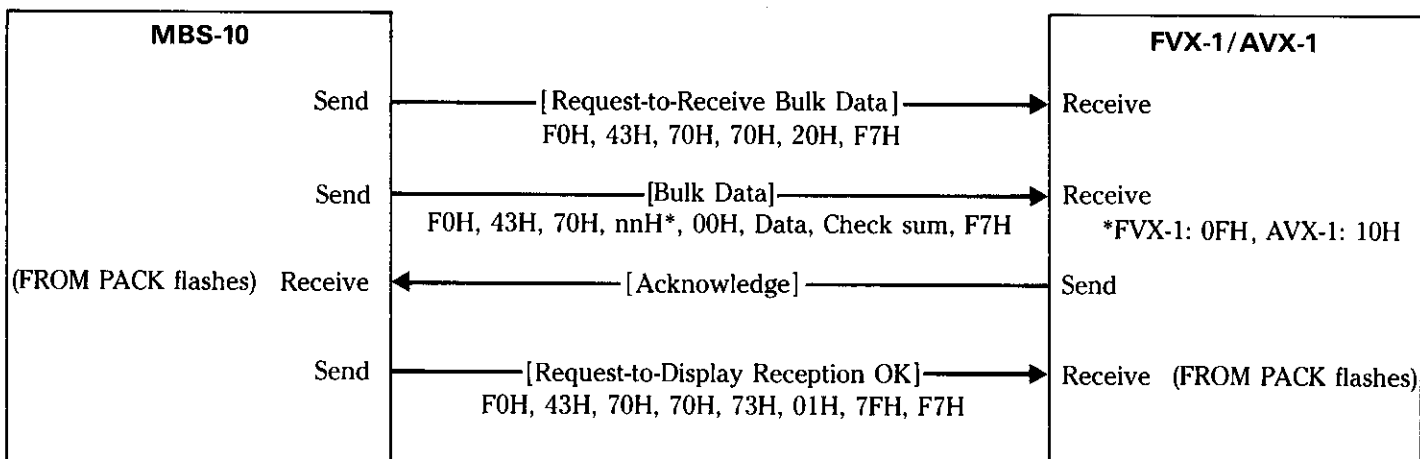 MBS-10
FVX-1/AVX-1
Send [Request-to-Receive Bulk Data] Receive
F0H, 43H, 70H, 70H, 20H, F7H
Send [Bulk Data] Receive
F0H, 43H, 70H, nnH*, 00H, Data, Check sum, F7H
*FVX-1: 0FH, AVX-1: 10H
(FROM PACK flashes) Receive [Acknowledge] Send
Send [Request-to-Display Reception OK] Receive (FROM PACK flashes)
F0H, 43H, 70H, 70H, 73H, 01H, 7FH, F7H